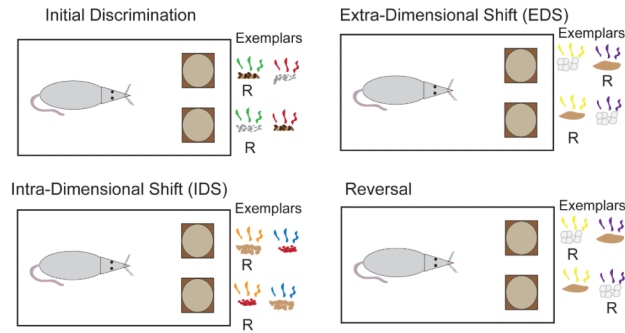 Initial Discrimination
Exemplars
R
R
Extra-Dimensional Shift (EDS)
Exemplars
R
R
Intra-Dimensional Shift (IDS)
Exemplars
R
R
Reversal
Exemplars
R
R